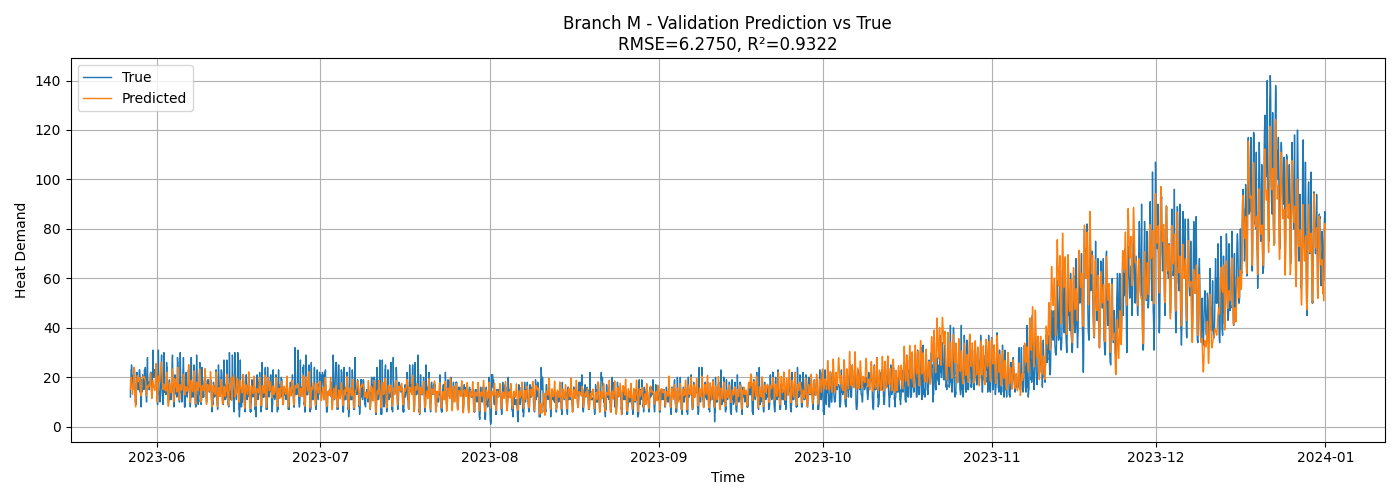 Branch M - Validation Prediction vs True
RMSE=6.2750, R²=0.9322
True
Predicted
Heat Demand
140
120
100
80
60
40
20
0
2023-06
2023-07
2023-08
2023-09
2023-10
2023-11
2023-12
2024-01
Time